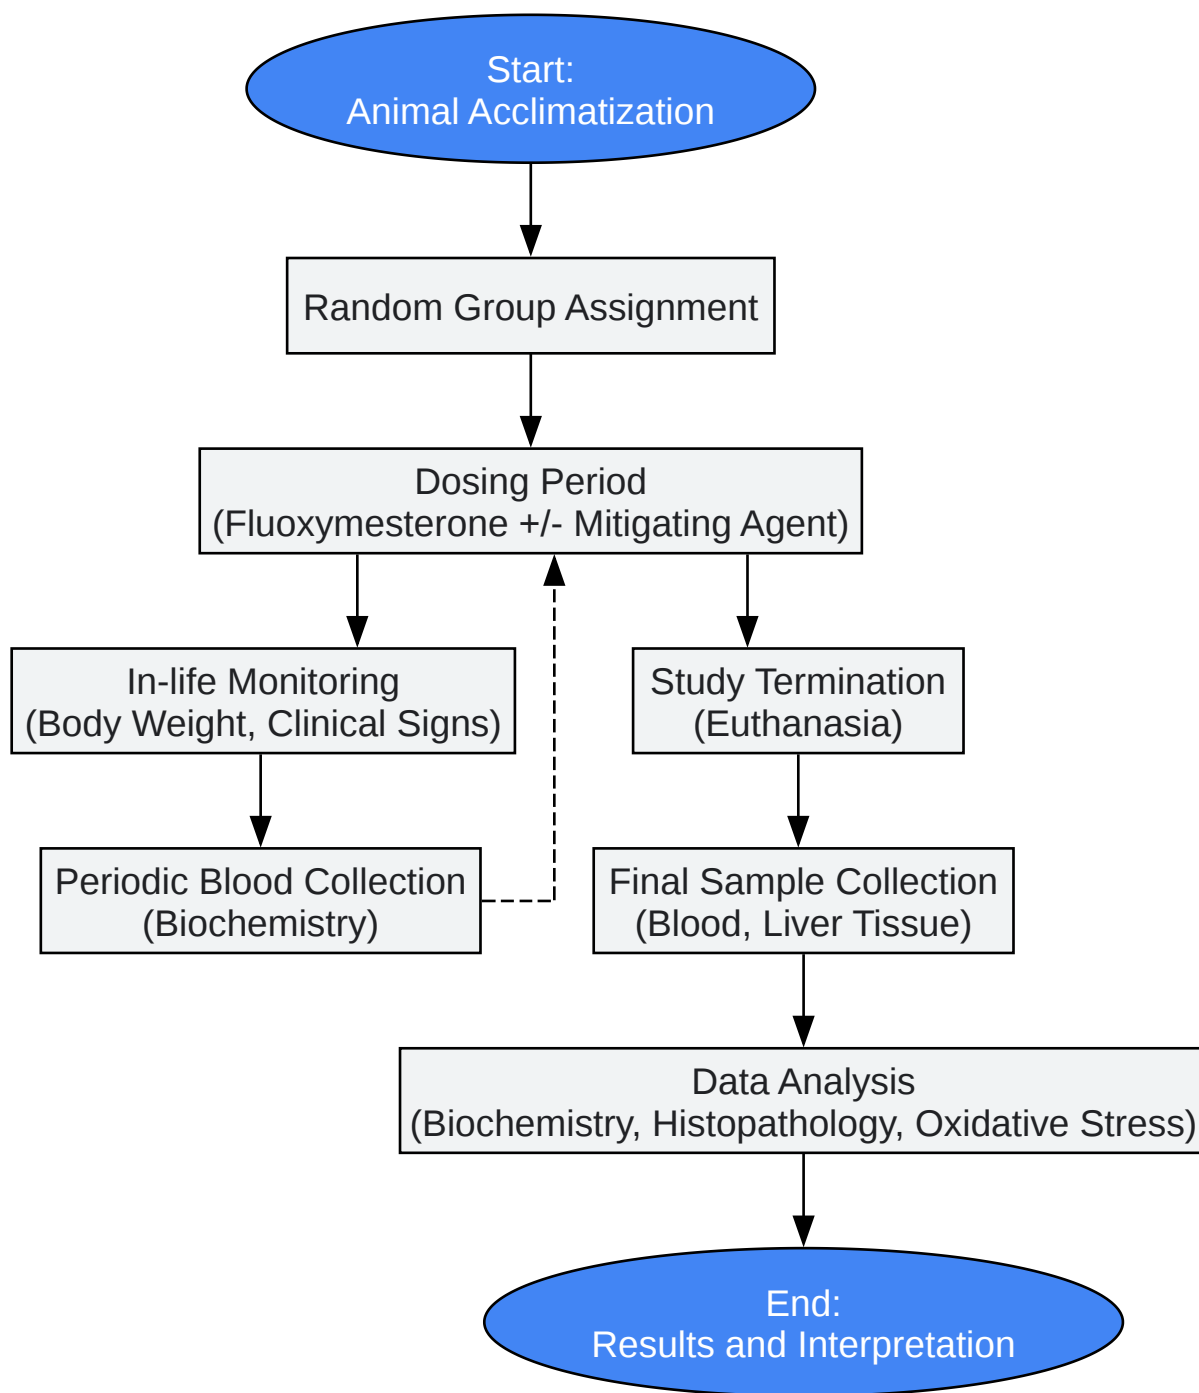 Start:
Animal Acclimatization
Random Group Assignment
Dosing Period
(Fluoxymesterone +/- Mitigating Agent)
In-life Monitoring
(Body Weight, Clinical Signs)
Study Termination
(Euthanasia)
Periodic Blood Collection
(Biochemistry)
Final Sample Collection
(Blood, Liver Tissue)
Data Analysis
(Biochemistry, Histopathology, Oxidative Stress)
End:
Results and Interpretation